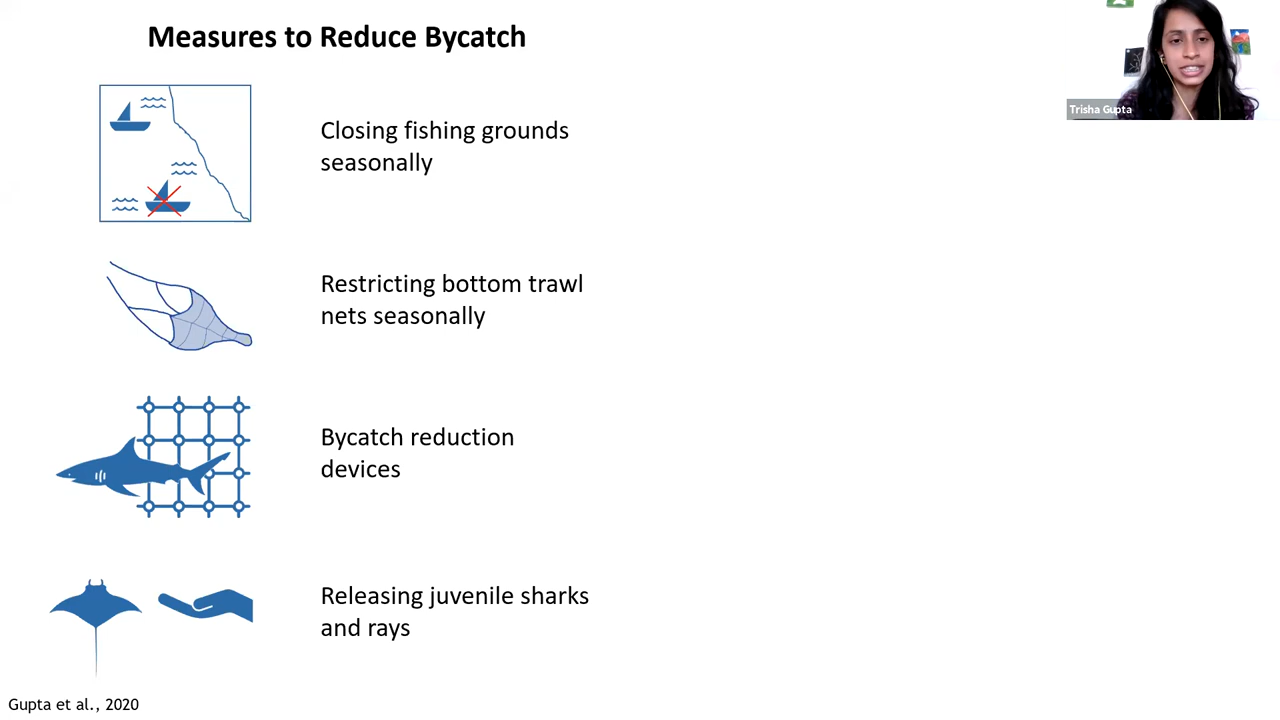 Measures to Reduce Bycatch
Trisha Gupta
Closing fishing grounds
seasonally
Restricting bottom trawl
nets seasonally
Bycatch reduction
devices
Releasing juvenile sharks
and rays
Gupta et al., 2020